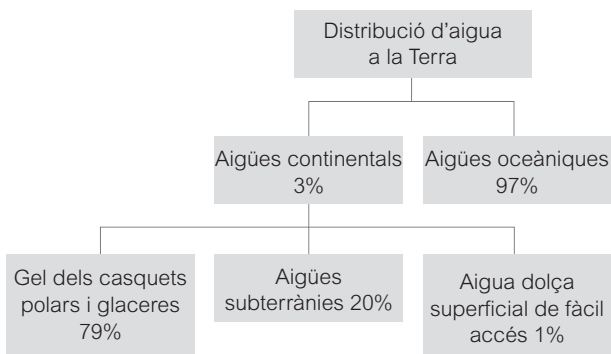 Distribució d'aigua
a la Terra
Aigües continentals
3%
Aigües oceàniques
97%
Gel dels casquets
polars i glaceres
79%
Aigües
subterrànies 20%
Aigua dolça
superficial de fàcil
accés 1%